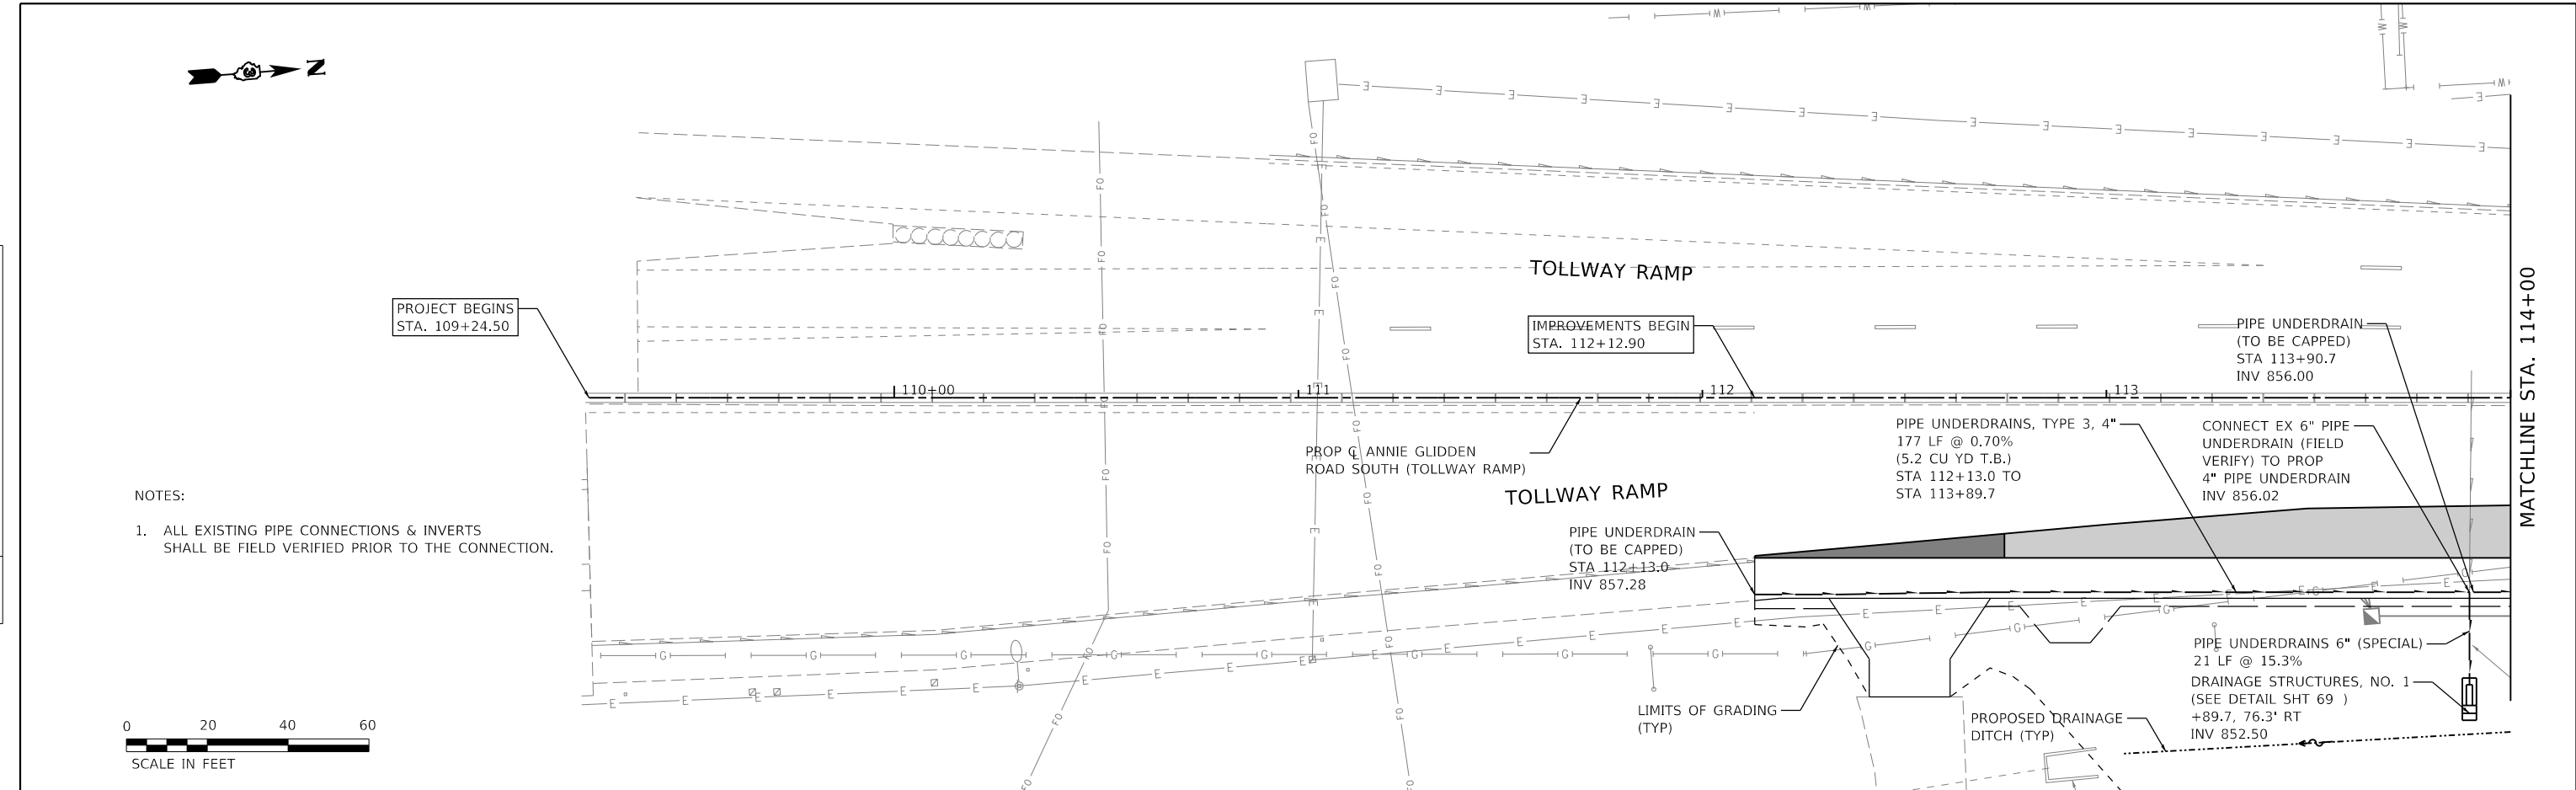 N
TOLLWAY RAMP
PROJECT BEGINS
STA. 109+24.50
IMPROVEMENTS BEGIN
STA. 112+12.90
PIPE UNDERDRAIN
(TO BE CAPPED)
STA 113+90.7
INV 856.00
MATCHLINE STA. 114+00
110+00
111
112
113
PROP ℄ ANNIE GLIDDEN
ROAD SOUTH (TOLLWAY RAMP)
PIPE UNDERDRAINS, TYPE 3, 4"
177 LF @ 0.70%
(5.2 CU YD T.B.)
STA 112+13.0 TO
STA 113+89.7
CONNECT EX 6" PIPE
UNDERDRAIN (FIELD
VERIFY) TO PROP
4" PIPE UNDERDRAIN
INV 856.02
TOLLWAY RAMP
NOTES:
1. ALL EXISTING PIPE CONNECTIONS & INVERTS
SHALL BE FIELD VERIFIED PRIOR TO THE CONNECTION.
PIPE UNDERDRAIN
(TO BE CAPPED)
STA 112+13.0
INV 857.28
PIPE UNDERDRAINS 6" (SPECIAL)
21 LF @ 15.3%
DRAINAGE STRUCTURES, NO. 1
(SEE DETAIL SHT 69 )
+89.7, 76.3' RT
INV 852.50
LIMITS OF GRADING
(TYP)
PROPOSED DRAINAGE
DITCH (TYP)
0 20 40 60
SCALE IN FEET